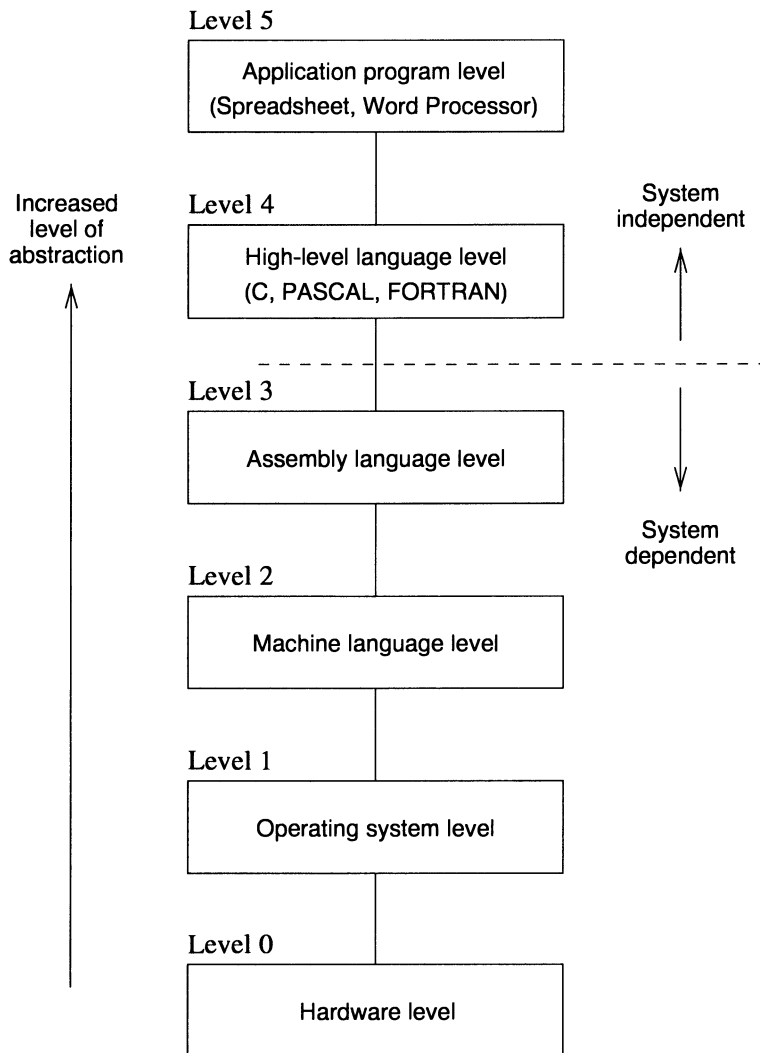 Level 5
Application program level
(Spreadsheet, Word Processor)
Increased
level of
abstraction
Level 4
High-level language level
(C, PASCAL, FORTRAN)
System
independent
Level 3
Assembly language level
System
dependent
Level 2
Machine language level
Level 1
Operating system level
Level 0
Hardware level